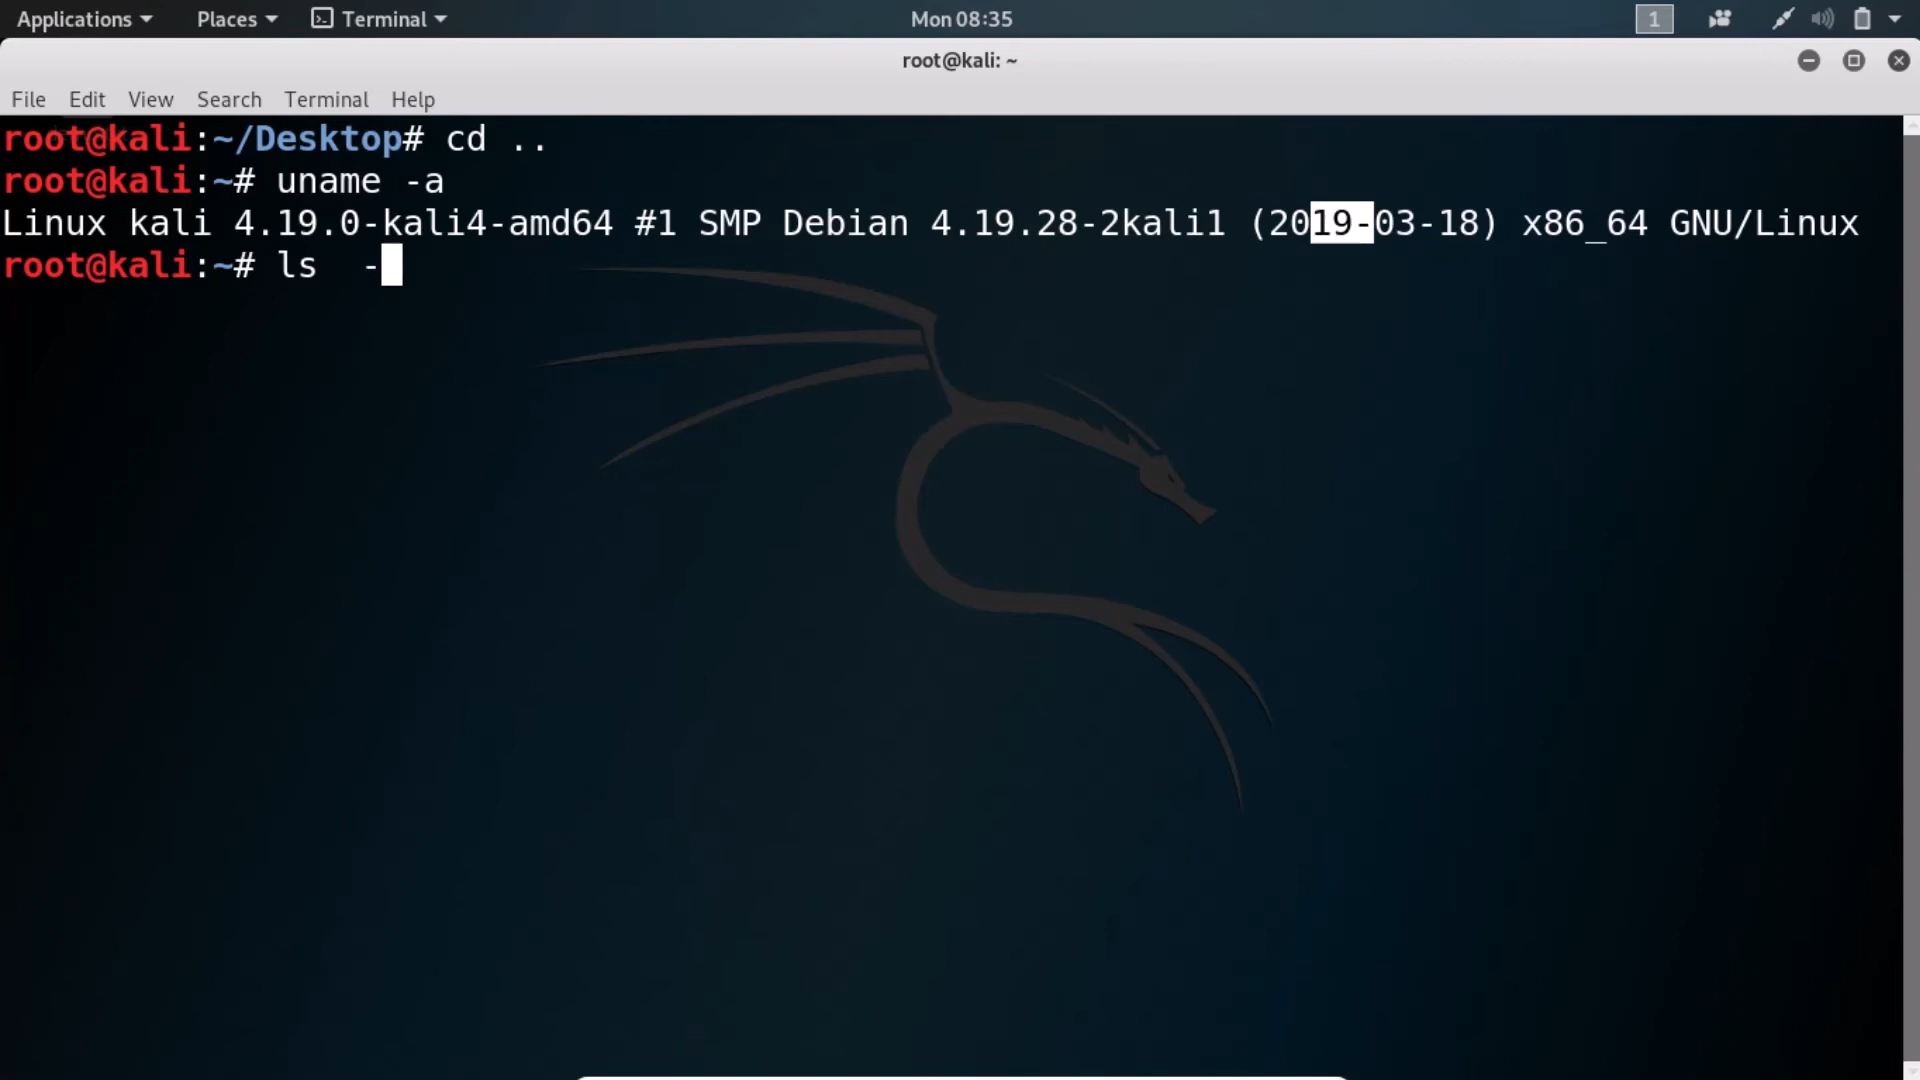 Applications Places Terminal Mon 08:35 1
root@kali: ~
File Edit View Search Terminal Help
root@kali:~/Desktop# cd ..
root@kali:~# uname -a
Linux kali 4.19.0-kali4-amd64 #1 SMP Debian 4.19.28-2kali1 (2019-03-18) x86_64 GNU/Linux
root@kali:~# ls  -